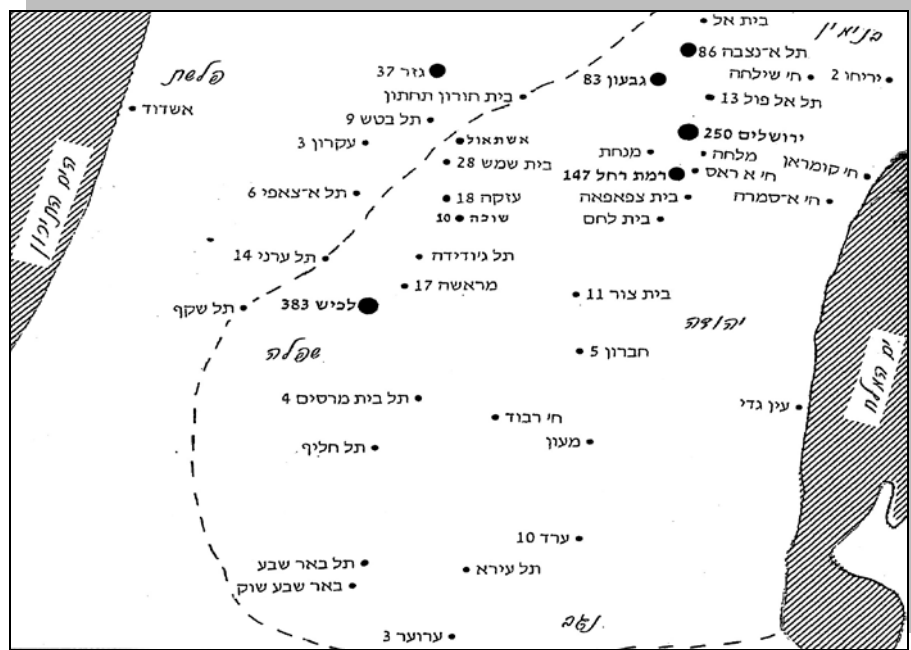 בית אל
בנימין
תל א־נצבה 86
פלשת
גזר 37
גבעון 83
חי שילחה
יריחו 2
בית חורון תחתון
תל אל פול 13
אשדוד
תל בטש 9
ירושלים 250
עקרון 3
אשתאול
מנחת
מלחה
חי קומראן
בית שמש 28
רמת רחל 147
חי א ראס
תל א־צאפי 6
עזקה 18
בית צפאפאה
חי א־סמרה
שוכה 10
בית לחם
הים התיכון
תל ערני 14
תל גיודידה
מראשה 17
בית צור 11
תל שקף
לכיש 383
יהודה
שפלה
חברון 5
ים המלח
תל בית מרסים 4
חי רבוד
עין גדי
תל חליף
מעון
ערד 10
תל באר שבע
תל עירא
באר שבע שוק
נגב
ערוער 3